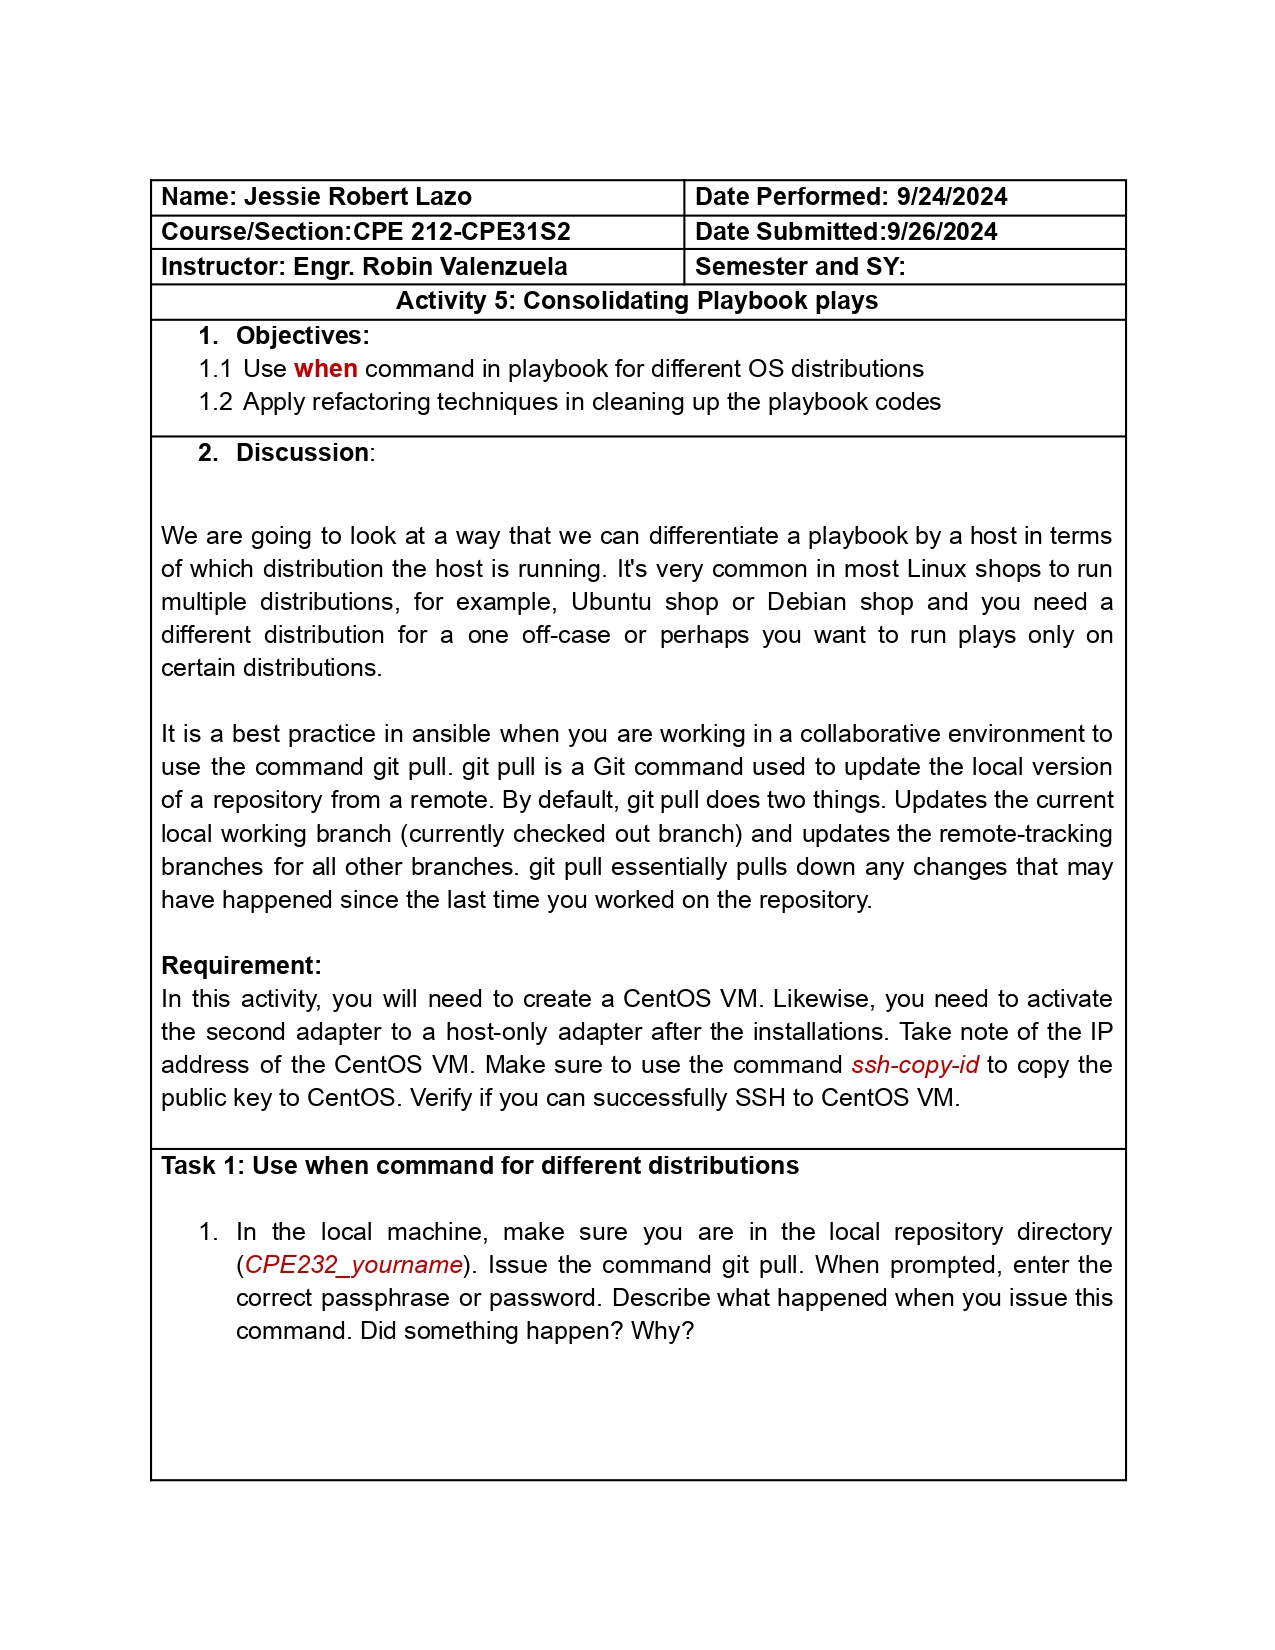 Name: Jessie Robert Lazo
Date Performed: 9/24/2024
Course/Section:CPE 212-CPE31S2
Date Submitted:9/26/2024
Instructor: Engr. Robin Valenzuela
Semester and SY:
Activity 5: Consolidating Playbook plays
1. Objectives:
1.1 Use when command in playbook for different OS distributions
1.2 Apply refactoring techniques in cleaning up the playbook codes
2. Discussion:
We are going to look at a way that we can differentiate a playbook by a host in terms
of which distribution the host is running. It's very common in most Linux shops to run
multiple distributions, for example, Ubuntu shop or Debian shop and you need a
different distribution for a one off-case or perhaps you want to run plays only on
certain distributions.
It is a best practice in ansible when you are working in a collaborative environment to
use the command git pull. git pull is a Git command used to update the local version
of a repository from a remote. By default, git pull does two things. Updates the current
local working branch (currently checked out branch) and updates the remote-tracking
branches for all other branches. git pull essentially pulls down any changes that may
have happened since the last time you worked on the repository.
Requirement:
In this activity, you will need to create a CentOS VM. Likewise, you need to activate
the second adapter to a host-only adapter after the installations. Take note of the IP
address of the CentOS VM. Make sure to use the command ssh-copy-id to copy the
public key to CentOS. Verify if you can successfully SSH to CentOS VM.
Task 1: Use when command for different distributions
1. In the local machine, make sure you are in the local repository directory
(CPE232_yourname). Issue the command git pull. When prompted, enter the
correct passphrase or password. Describe what happened when you issue this
command. Did something happen? Why?